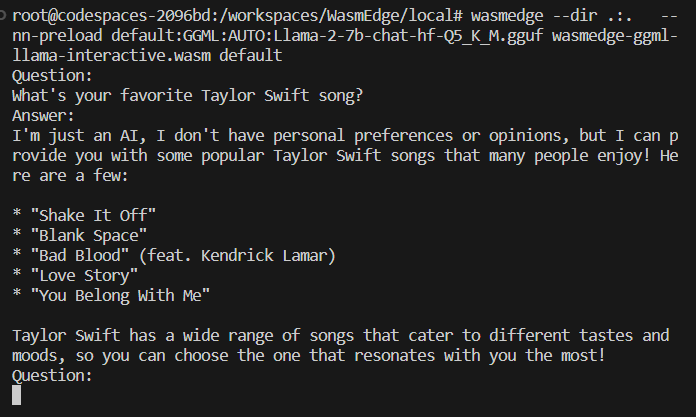 root@codespaces-2096bd:/workspaces/WasmEdge/local# wasmedge --dir .:.   --
nn-preload default:GGML:AUTO:Llama-2-7b-chat-hf-Q5_K_M.gguf wasmedge-ggml-
llama-interactive.wasm default
Question:
What's your favorite Taylor Swift song?
Answer:
I'm just an AI, I don't have personal preferences or opinions, but I can p
rovide you with some popular Taylor Swift songs that many people enjoy! He
re are a few:

* "Shake It Off"
* "Blank Space"
* "Bad Blood" (feat. Kendrick Lamar)
* "Love Story"
* "You Belong With Me"

Taylor Swift has a wide range of songs that cater to different tastes and
moods, so you can choose the one that resonates with you the most!
Question: